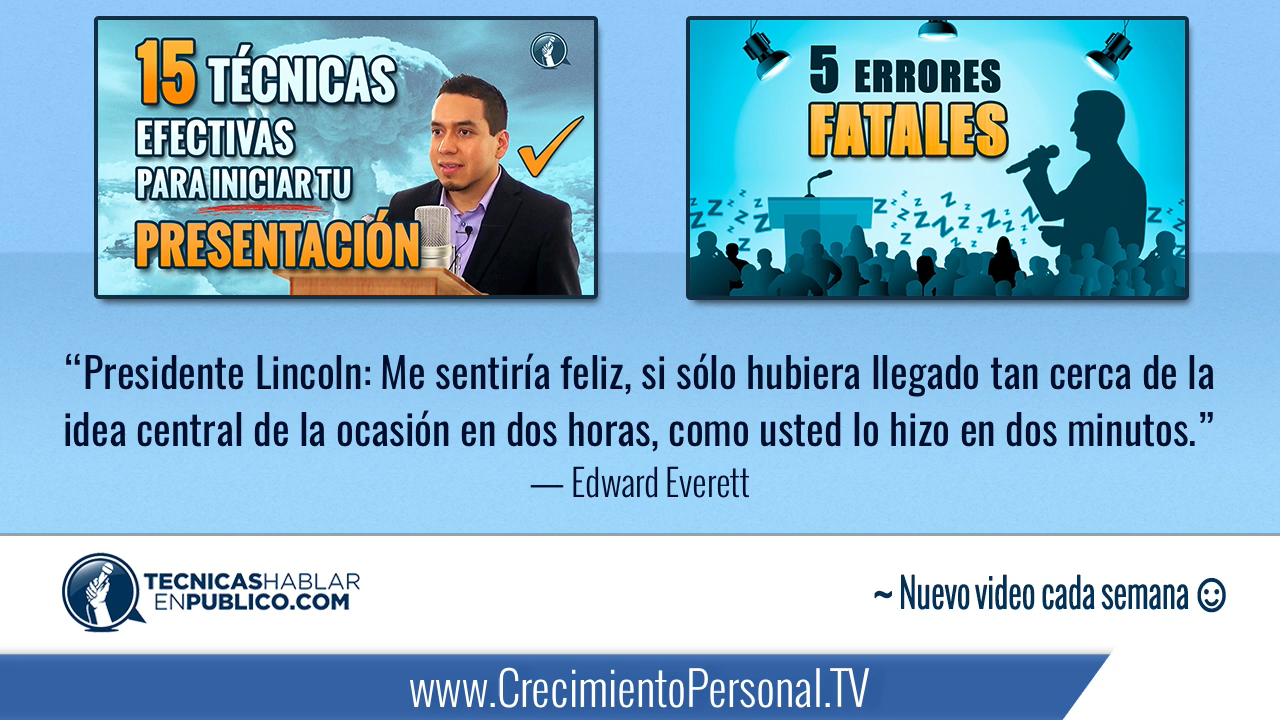 15 TÉCNICAS
EFECTIVAS
PARA INICIAR TU
PRESENTACIÓN
5 ERRORES
FATALES
“Presidente Lincoln: Me sentiría feliz, si sólo hubiera llegado tan cerca de la
idea central de la ocasión en dos horas, como usted lo hizo en dos minutos.”
— Edward Everett
TECNICASHABLAR
ENPUBLICO.COM
~ Nuevo video cada semana ☺
www.CrecimientoPersonal.TV